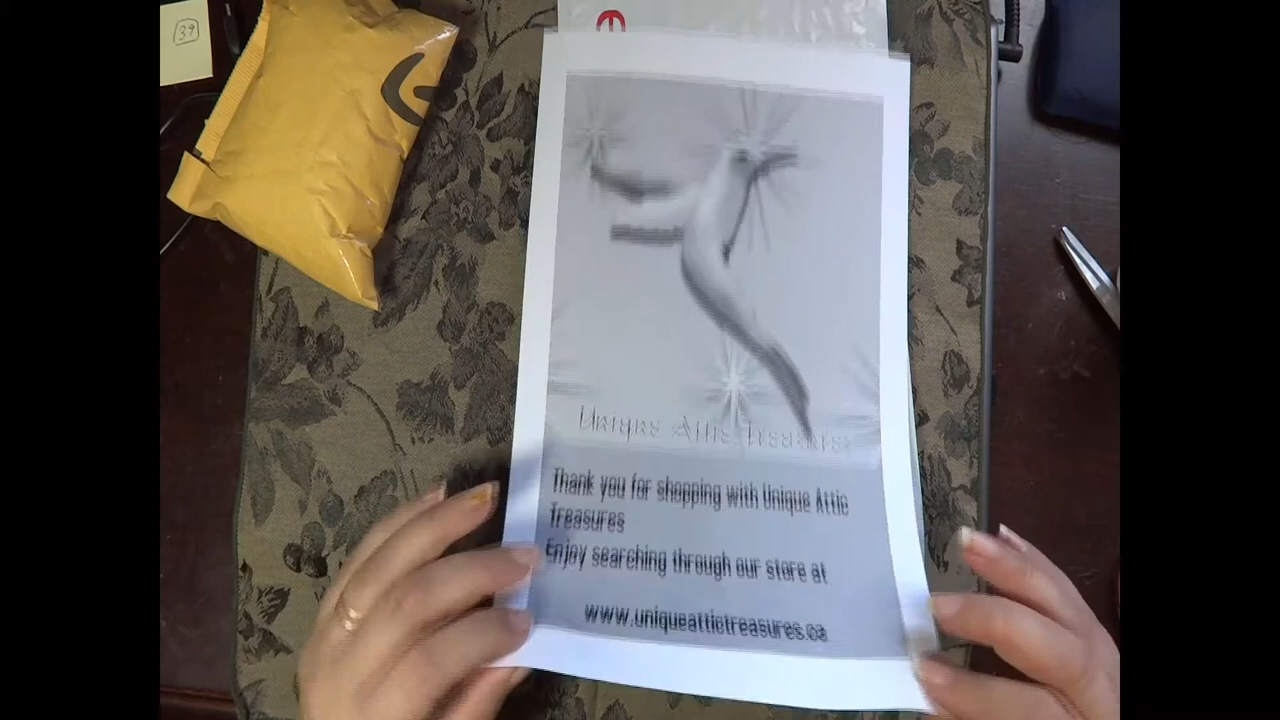 39
Unique Attic Treasures
Thank you for shopping with Unique Attic
Treasures
Enjoy searching through our store at
www.uniqueattictreasures.ca